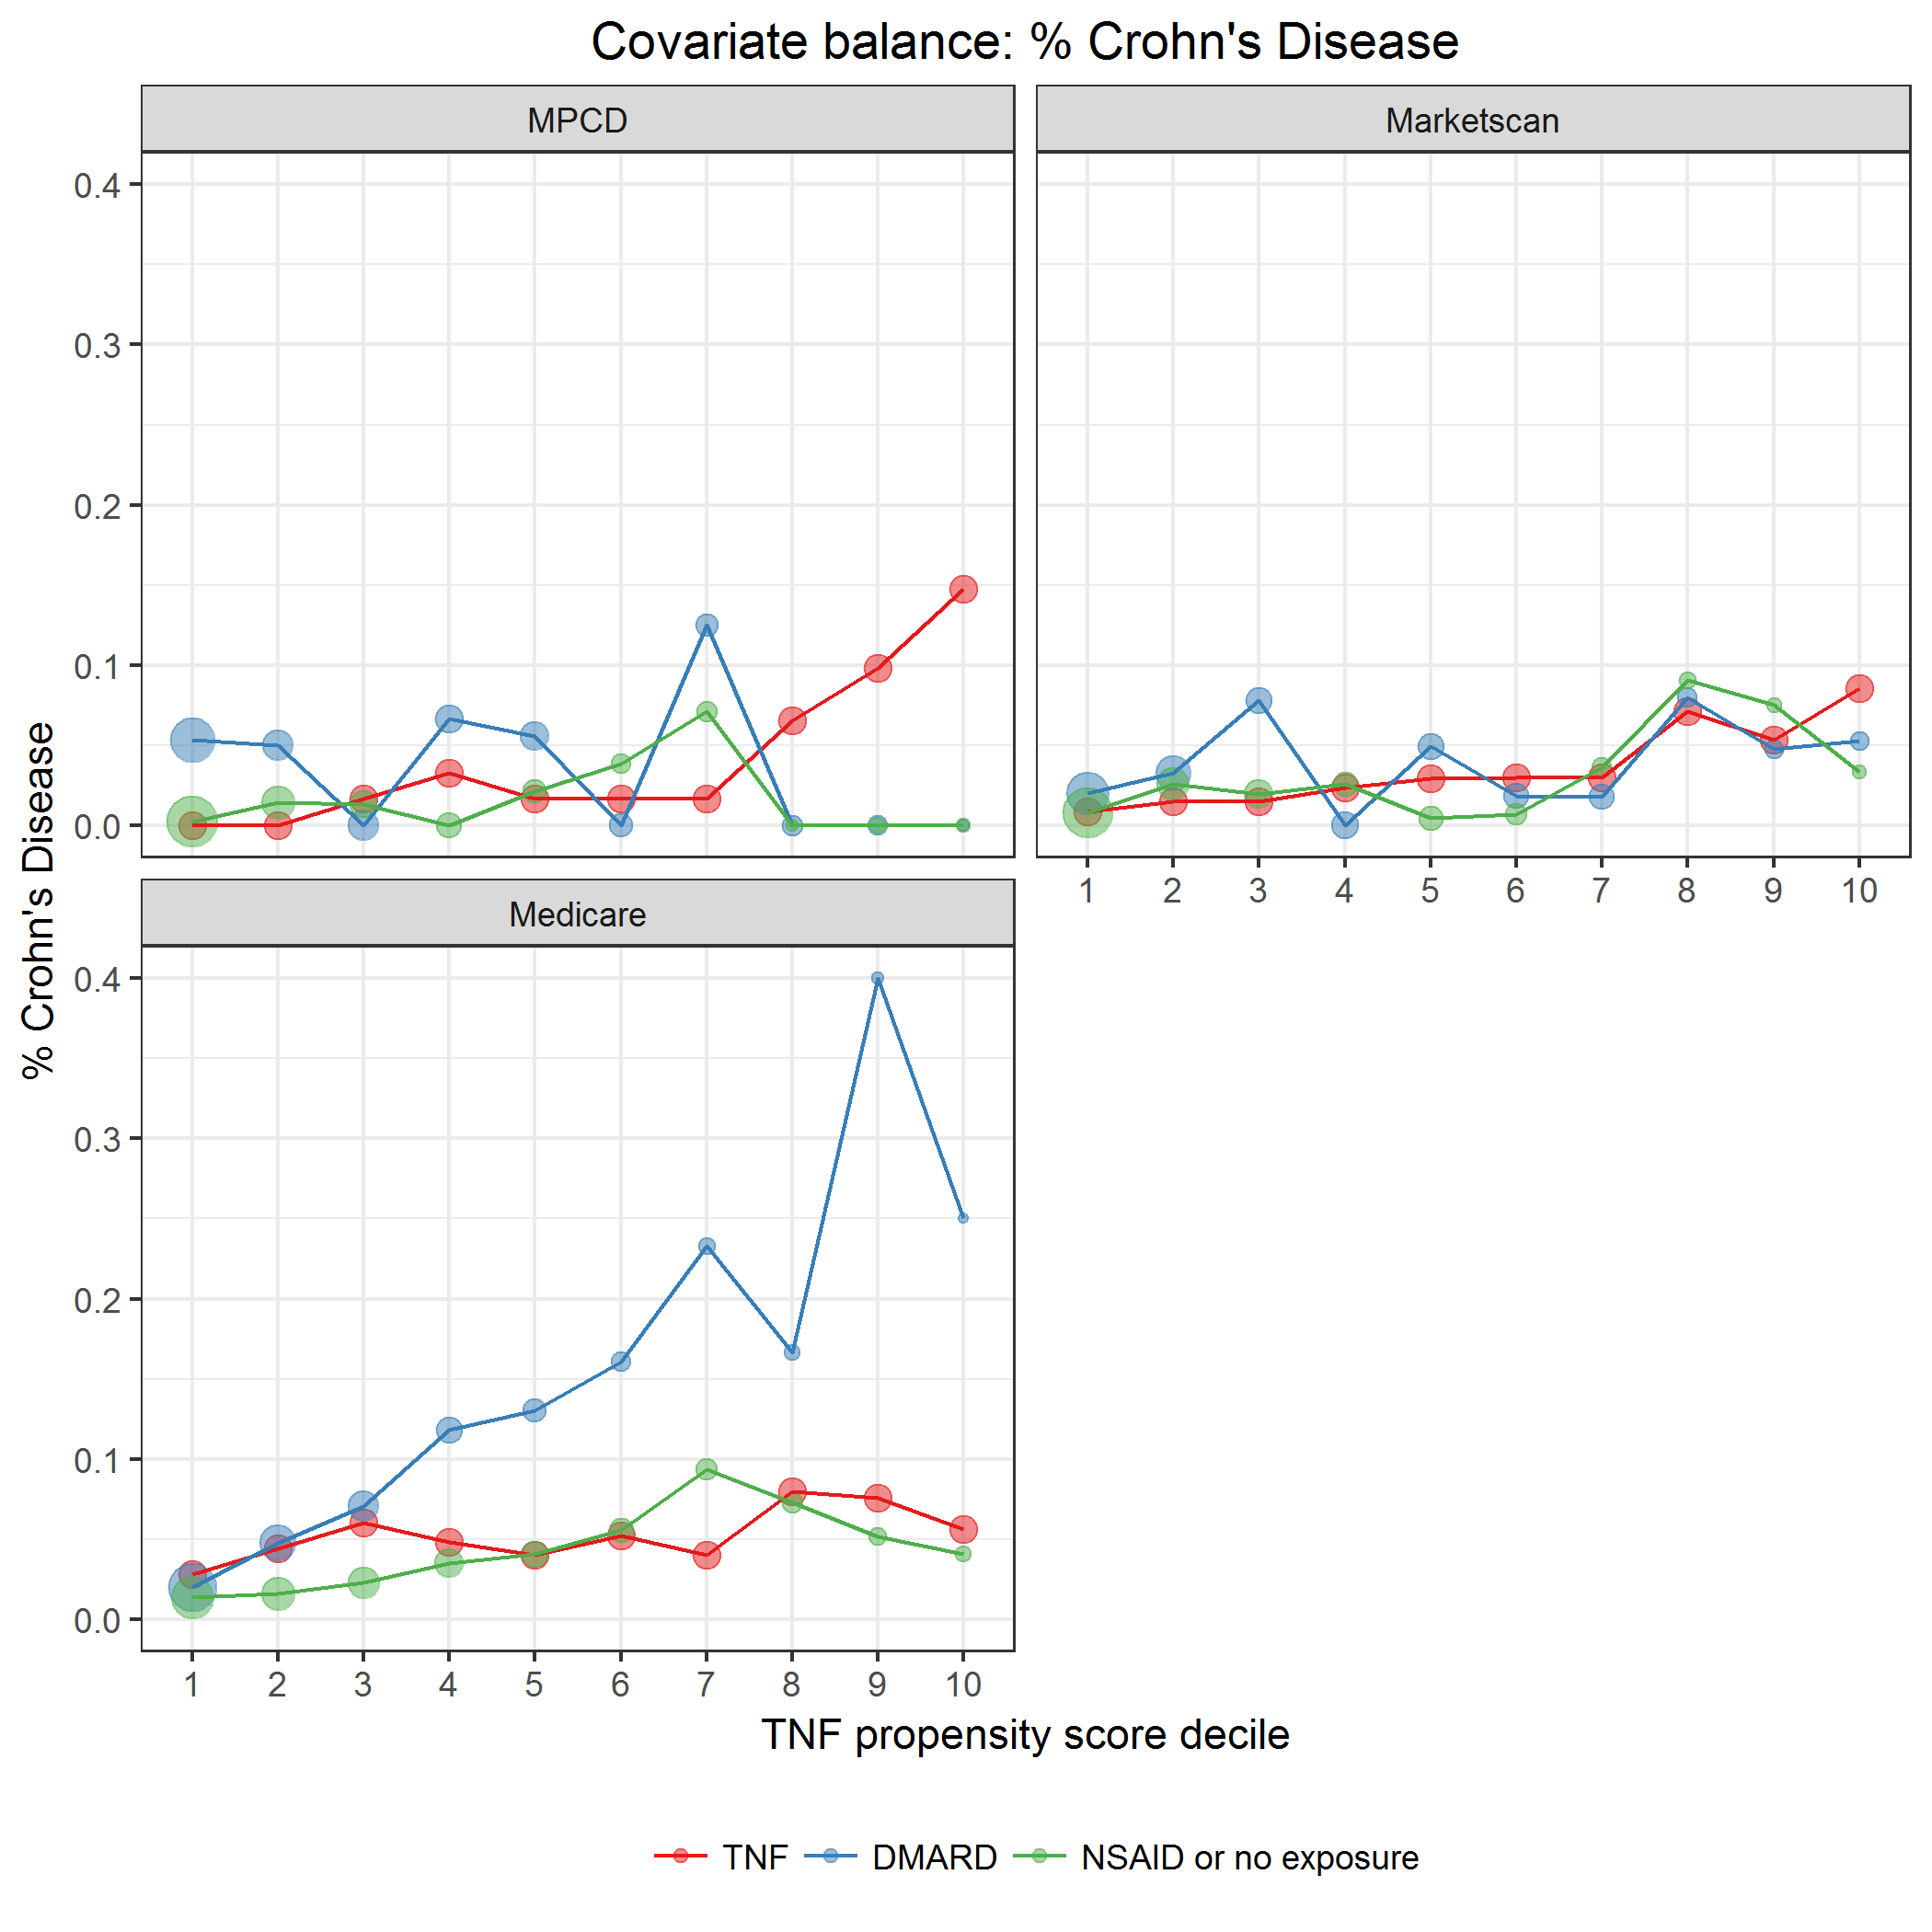 Covariate balance: % Crohn's Disease
MPCD
Marketscan
0.4
0.3
0.2
0.1
0.0
1 2 3 4 5 6 7 8 9 10
% Crohn's Disease
Medicare
0.4
0.3
0.2
0.1
0.0
1 2 3 4 5 6 7 8 9 10
TNF propensity score decile
TNF DMARD NSAID or no exposure